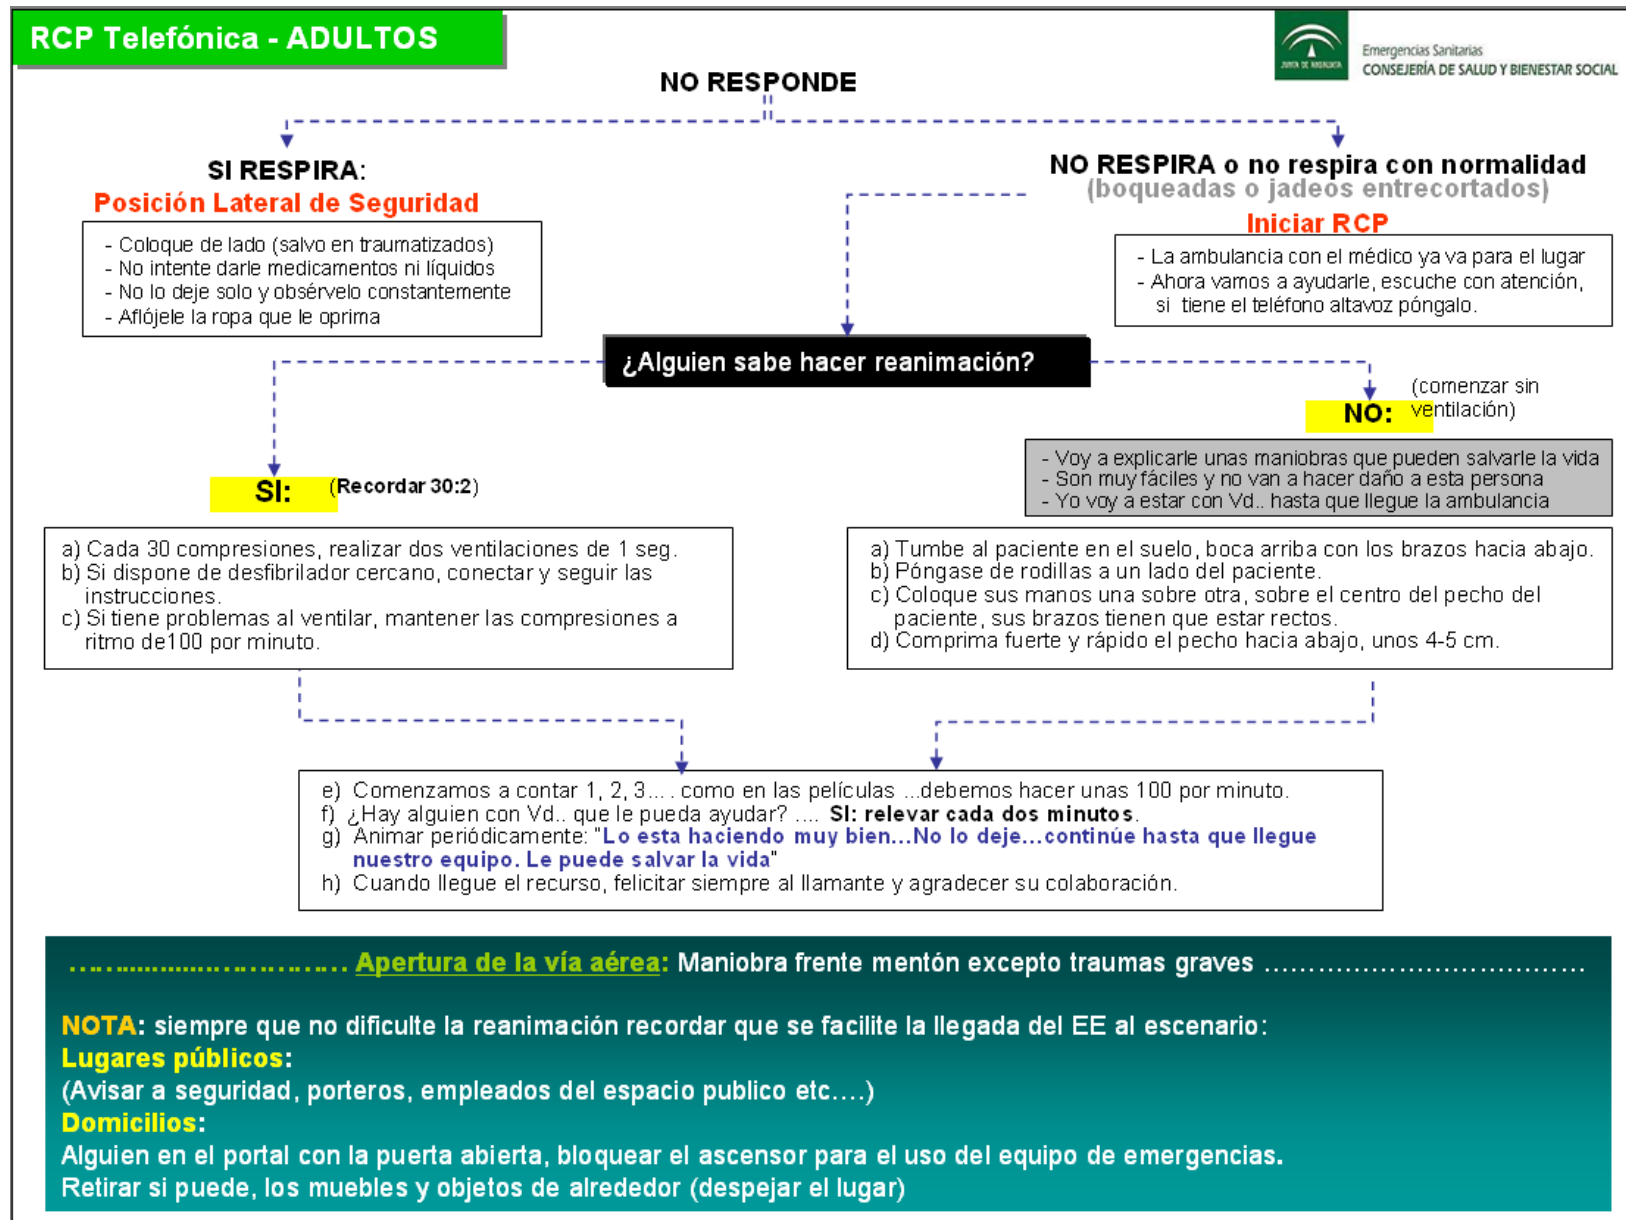 RCP Telefónica - ADULTOS
JUNTA DE ANDALUCIA
Emergencias Sanitarias
CONSEJERÍA DE SALUD Y BIENESTAR SOCIAL
NO RESPONDE
SI RESPIRA:
Posición Lateral de Seguridad
- Coloque de lado (salvo en traumatizados)
- No intente darle medicamentos ni líquidos
- No lo deje solo y obsérvelo constantemente
- Aflójele la ropa que le oprima
NO RESPIRA o no respira con normalidad
(boqueadas o jadeos entrecortados)
Iniciar RCP
- La ambulancia con el médico ya va para el lugar
- Ahora vamos a ayudarle, escuche con atención,
si tiene el teléfono altavoz póngalo.
¿Alguien sabe hacer reanimación?
SI:
(Recordar 30:2)
a) Cada 30 compresiones, realizar dos ventilaciones de 1 seg.
b) Si dispone de desfibrilador cercano, conectar y seguir las
instrucciones.
c) Si tiene problemas al ventilar, mantener las compresiones a
ritmo de100 por minuto.
NO:
(comenzar sin
ventilación)
- Voy a explicarle unas maniobras que pueden salvarle la vida
- Son muy fáciles y no van a hacer daño a esta persona
- Yo voy a estar con Vd.. hasta que llegue la ambulancia
a) Tumbe al paciente en el suelo, boca arriba con los brazos hacia abajo.
b) Póngase de rodillas a un lado del paciente.
c) Coloque sus manos una sobre otra, sobre el centro del pecho del
paciente, sus brazos tienen que estar rectos.
d) Comprima fuerte y rápido el pecho hacia abajo, unos 4-5 cm.
e) Comenzamos a contar 1, 2, 3... . como en las películas ...debemos hacer unas 100 por minuto.
f) ¿Hay alguien con Vd.. que le pueda ayudar? .... SI: relevar cada dos minutos.
g) Animar periódicamente: "Lo esta haciendo muy bien...No lo deje...continúe hasta que llegue
nuestro equipo. Le puede salvar la vida"
h) Cuando llegue el recurso, felicitar siempre al llamante y agradecer su colaboración.
................................... Apertura de la vía aérea: Maniobra frente mentón excepto traumas graves ....................................
NOTA: siempre que no dificulte la reanimación recordar que se facilite la llegada del EE al escenario:
Lugares públicos:
(Avisar a seguridad, porteros, empleados del espacio publico etc....)
Domicilios:
Alguien en el portal con la puerta abierta, bloquear el ascensor para el uso del equipo de emergencias.
Retirar si puede, los muebles y objetos de alrededor (despejar el lugar)